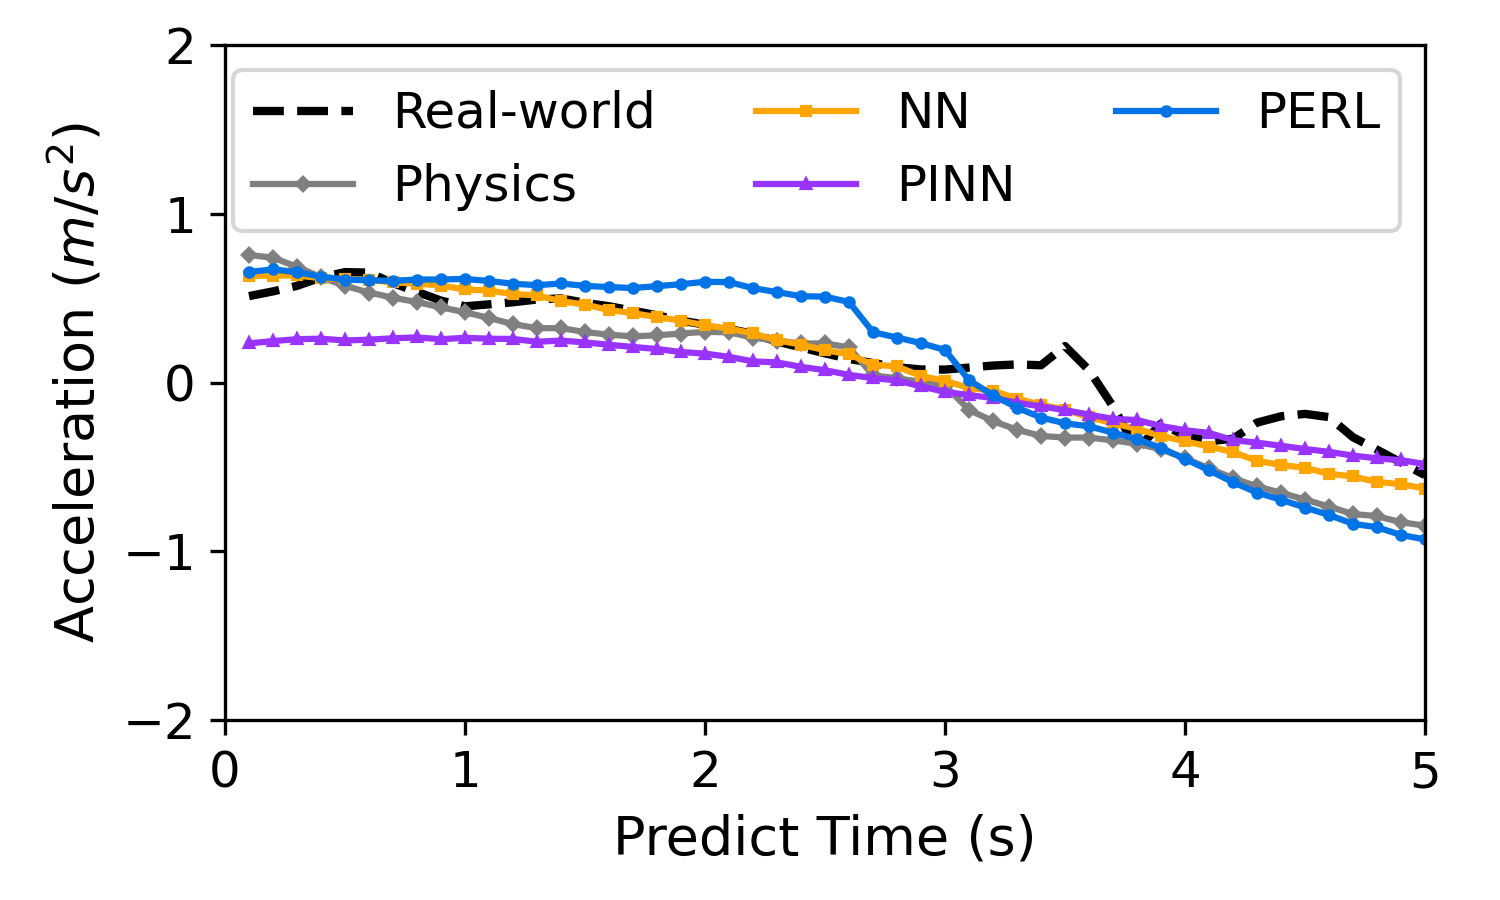 2
1
0
−1
−2
Acceleration (m/s²)
Real-world
Physics
NN
PINN
PERL
0 1 2 3 4 5
Predict Time (s)